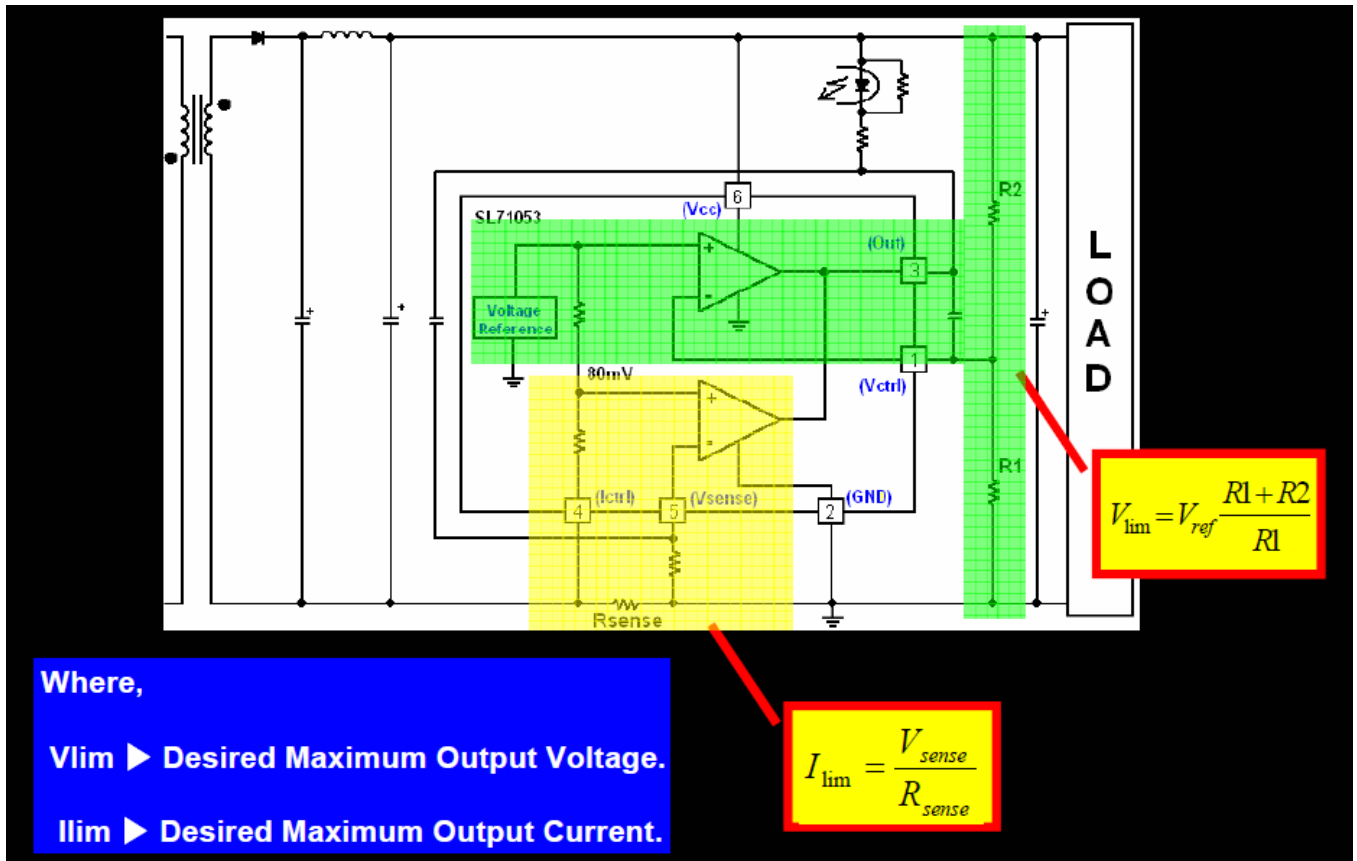 R2
6
(Vcc)
SL71053
(Out)
+
3
-
Voltage
Reference
+
+
+
1
80mV
(Vctrl)
+
-
R1
(Ictrl)
(Vsense)
(GND)
4
5
2
Rsense
L
O
A
D
Vlim = Vref (R1+R2)/R1
Where,
Vlim ▶ Desired Maximum Output Voltage.
Ilim ▶ Desired Maximum Output Current.
Ilim = Vsense/Rsense